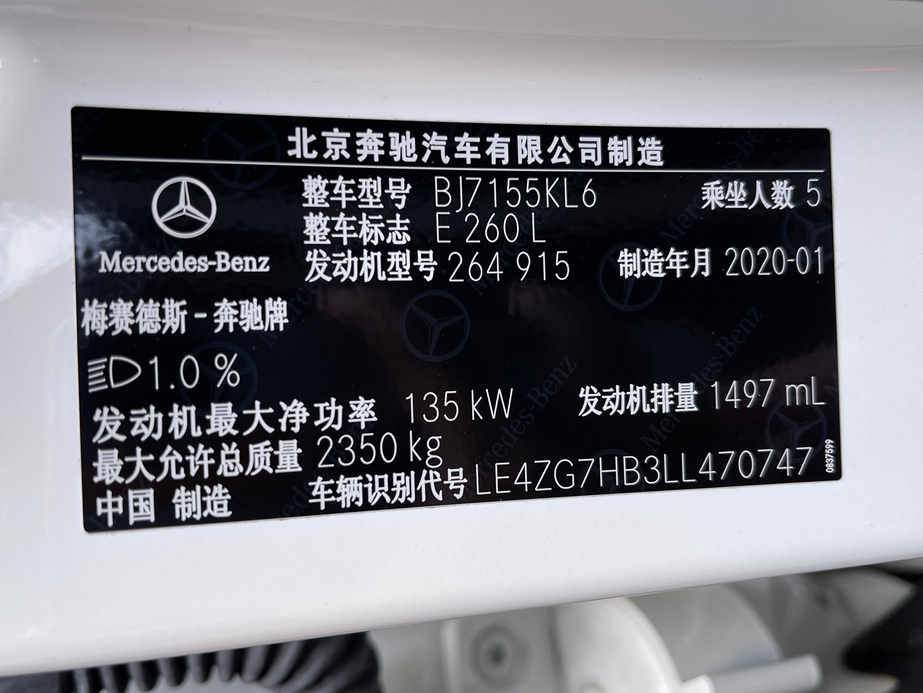 北京奔驰汽车有限公司制造
整车型号 BJ7155KL6 乘坐人数 5
整车标志 E 260 L
Mercedes-Benz
发动机型号 264 915 制造年月 2020-01
梅赛德斯-奔驰牌
1.0 %
发动机最大净功率 135 kW 发动机排量 1497 mL
最大允许总质量 2350 kg
中国 制造 车辆识别代号 LE4ZG7HB3LL470747
0837599